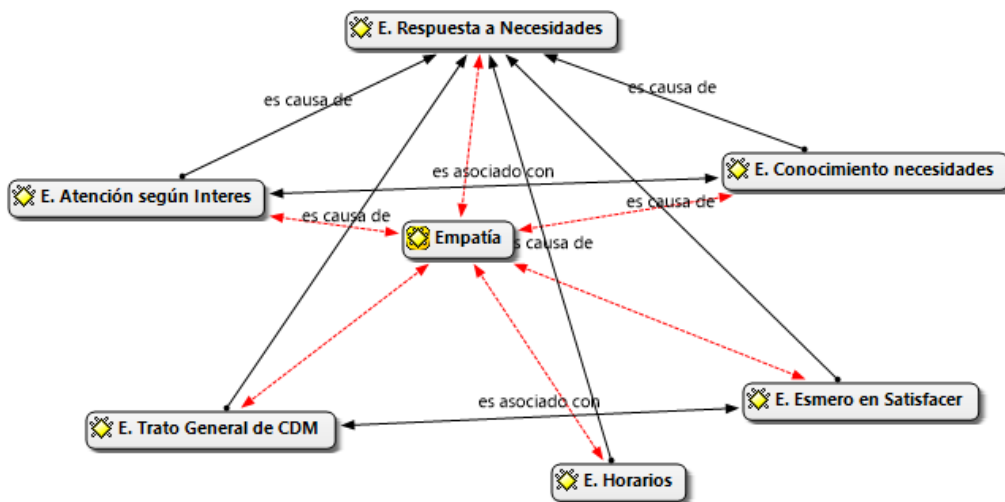 E. Respuesta a Necesidades
es causa de
es causa de
es asociado con
E. Conocimiento necesidades
E. Atención según Interes
es causa de
es causa de
Empatía
es causa de
E. Esmero en Satisfacer
es asociado con
E. Trato General de CDM
E. Horarios